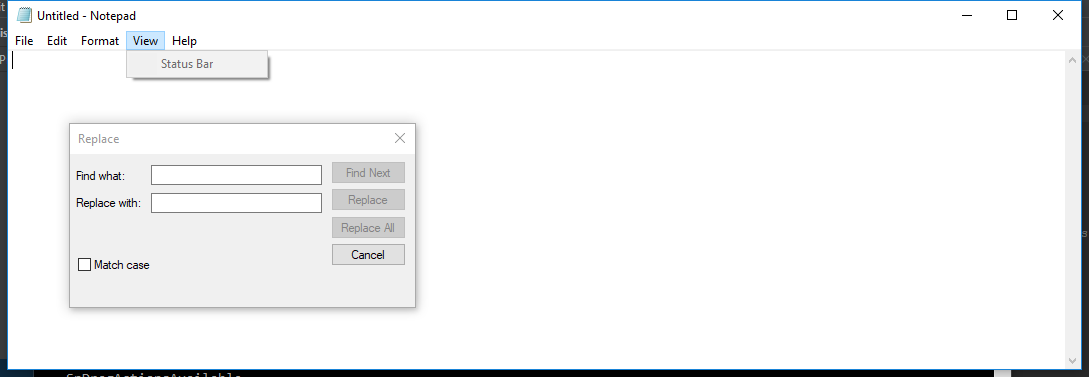 Untitled - Notepad
File Edit Format View Help
Status Bar
Replace
Find what:
Find Next
Replace with:
Replace
Replace All
Cancel
Match case